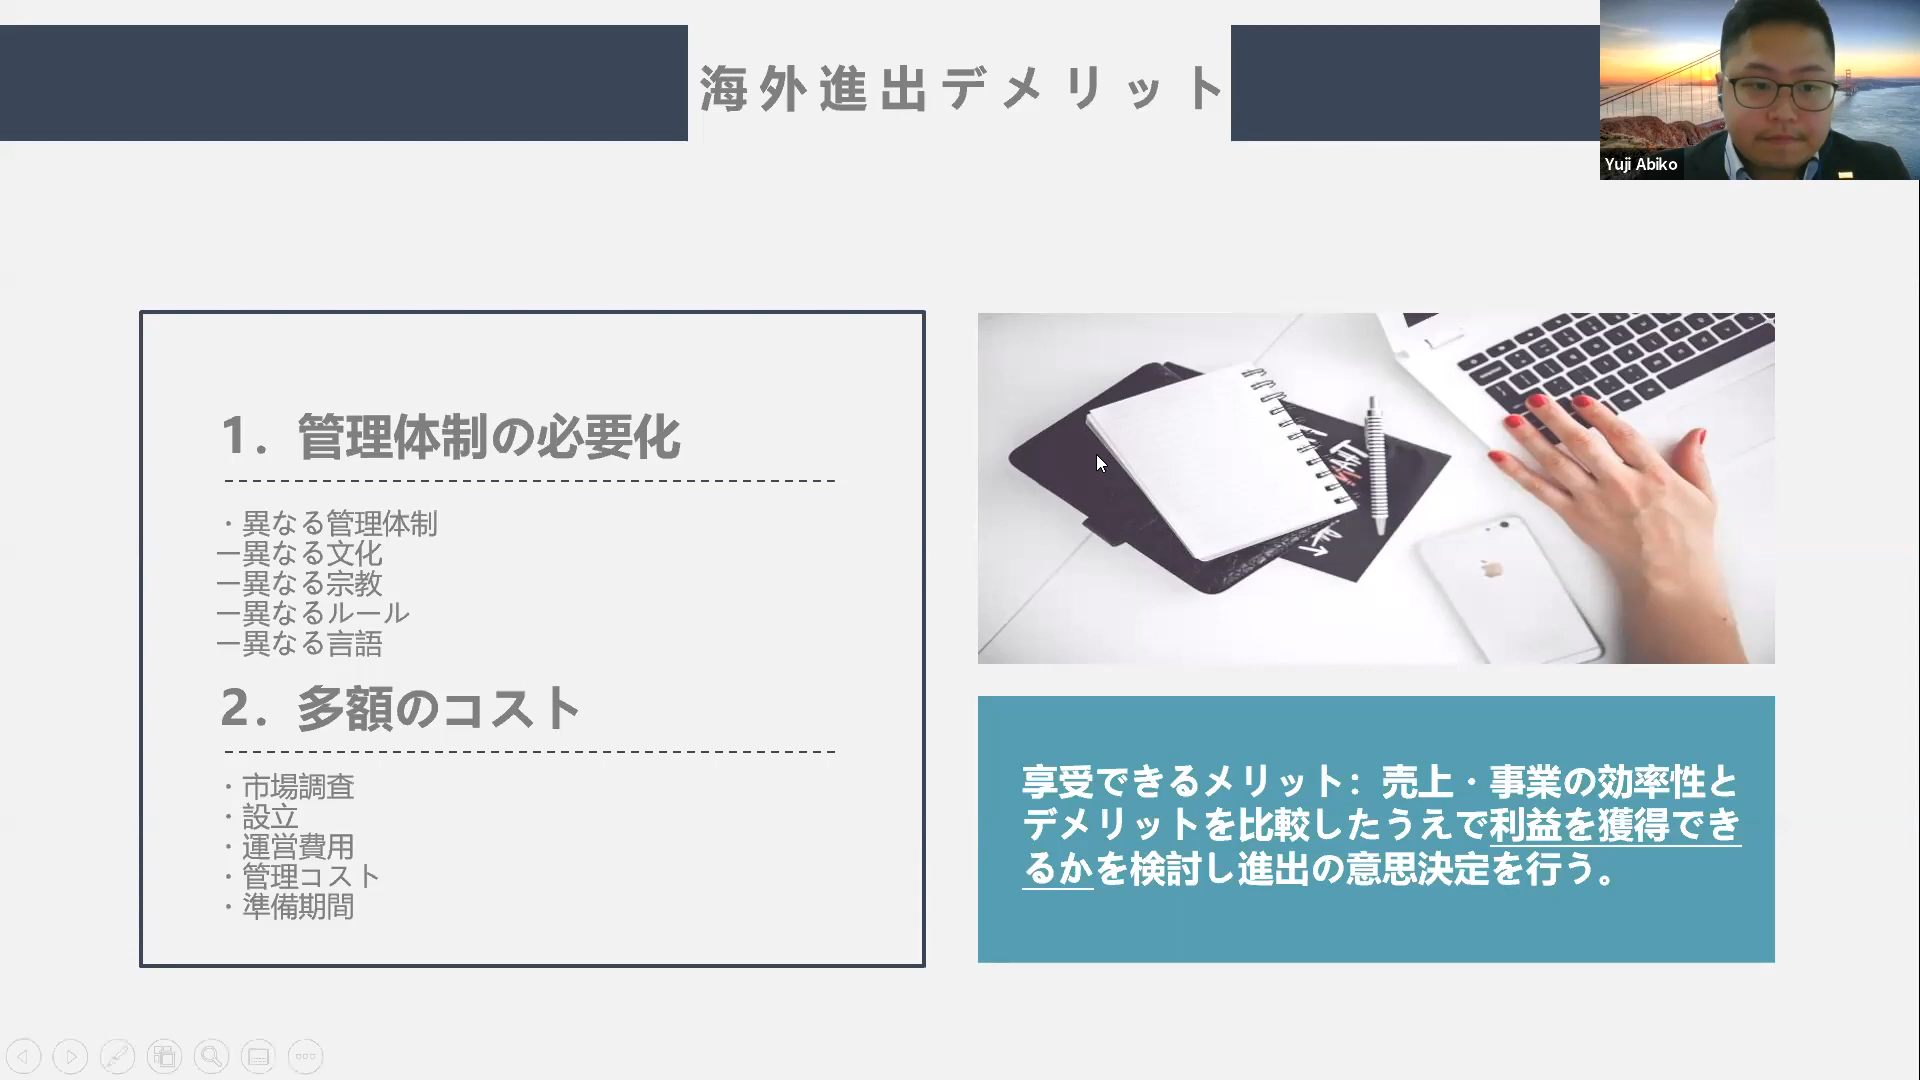 海外進出デメリット
Yuji Abiko
1. 管理体制の必要化
・異なる管理体制
ー異なる文化
ー異なる宗教
ー異なるルール
ー異なる言語
2. 多額のコスト
・市場調査
・設立
・運営費用
・管理コスト
・準備期間
享受できるメリット：売上・事業の効率性と
デメリットを比較したうえで利益を獲得でき
るかを検討し進出の意思決定を行う。